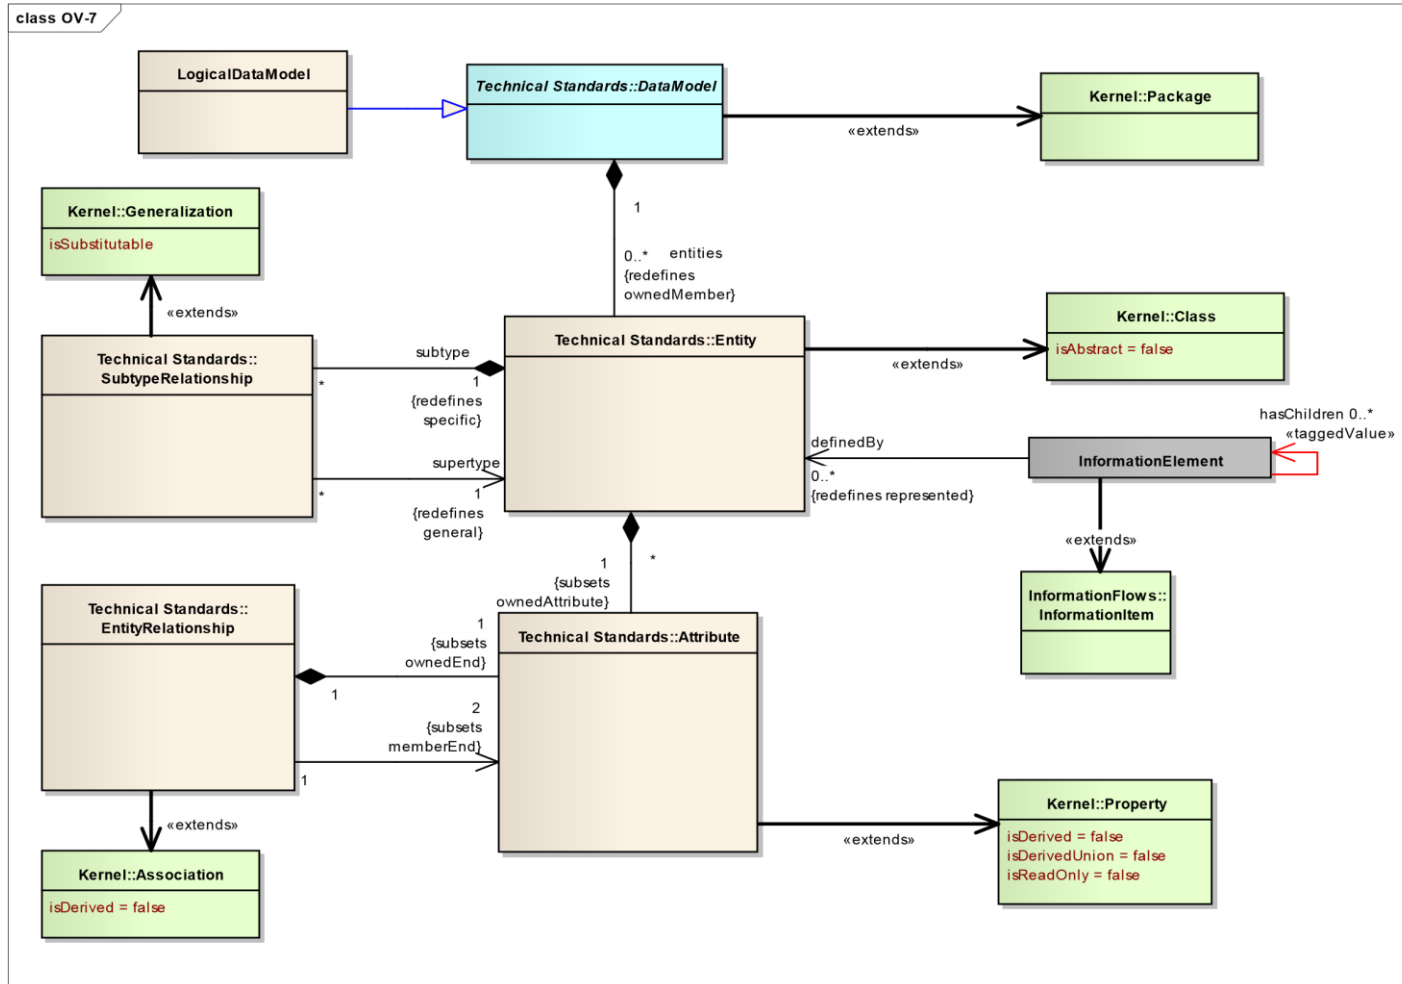 class OV-7
LogicalDataModel
Technical Standards::DataModel
Kernel::Package
«extends»
Kernel::Generalization
isSubstitutable
1
0..* entities
{redefines
ownedMember}
«extends»
Technical Standards::
SubtypeRelationship
subtype
*
1
{redefines
specific}
supertype
*
1
{redefines
general}
Technical Standards::Entity
«extends»
Kernel::Class
isAbstract = false
hasChildren 0..*
«taggedValue»
definedBy
0..*
{redefines represented}
InformationElement
«extends»
InformationFlows::
InformationItem
1
*
{subsets
ownedAttribute}
Technical Standards::
EntityRelationship
1
{subsets
ownedEnd}
1
2
{subsets
memberEnd}
1
Technical Standards::Attribute
«extends»
Kernel::Property
isDerived = false
isDerivedUnion = false
isReadOnly = false
«extends»
Kernel::Association
isDerived = false